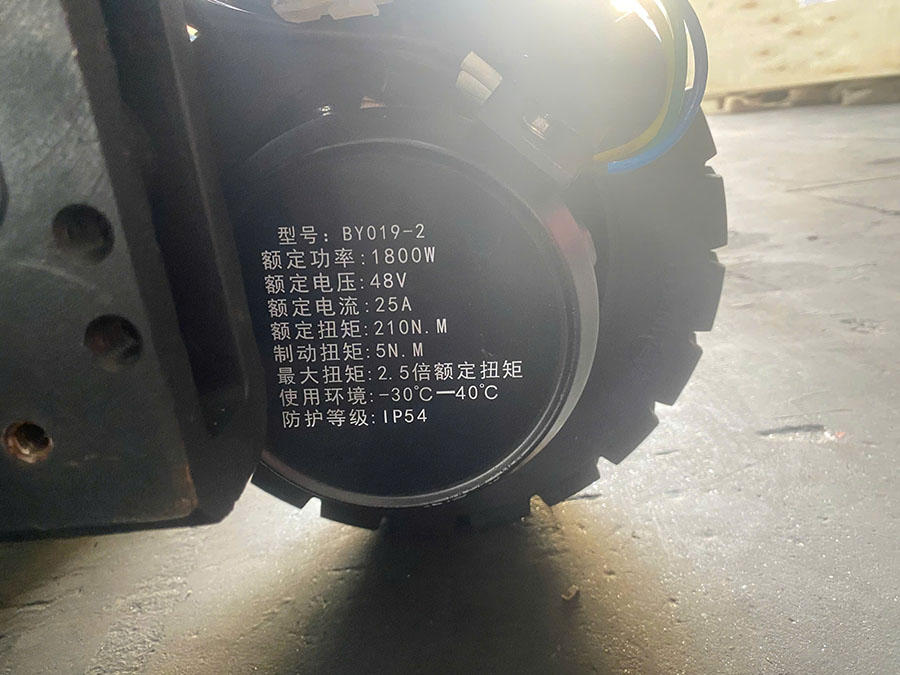 型号：BY019-2
额定功率:1800W
额定电压:48V
额定电流:25A
额定扭矩:210N.M
制动扭矩:5N.M
最大扭矩:2.5倍额定扭矩
使用环境:-30℃—40℃
防护等级:IP54